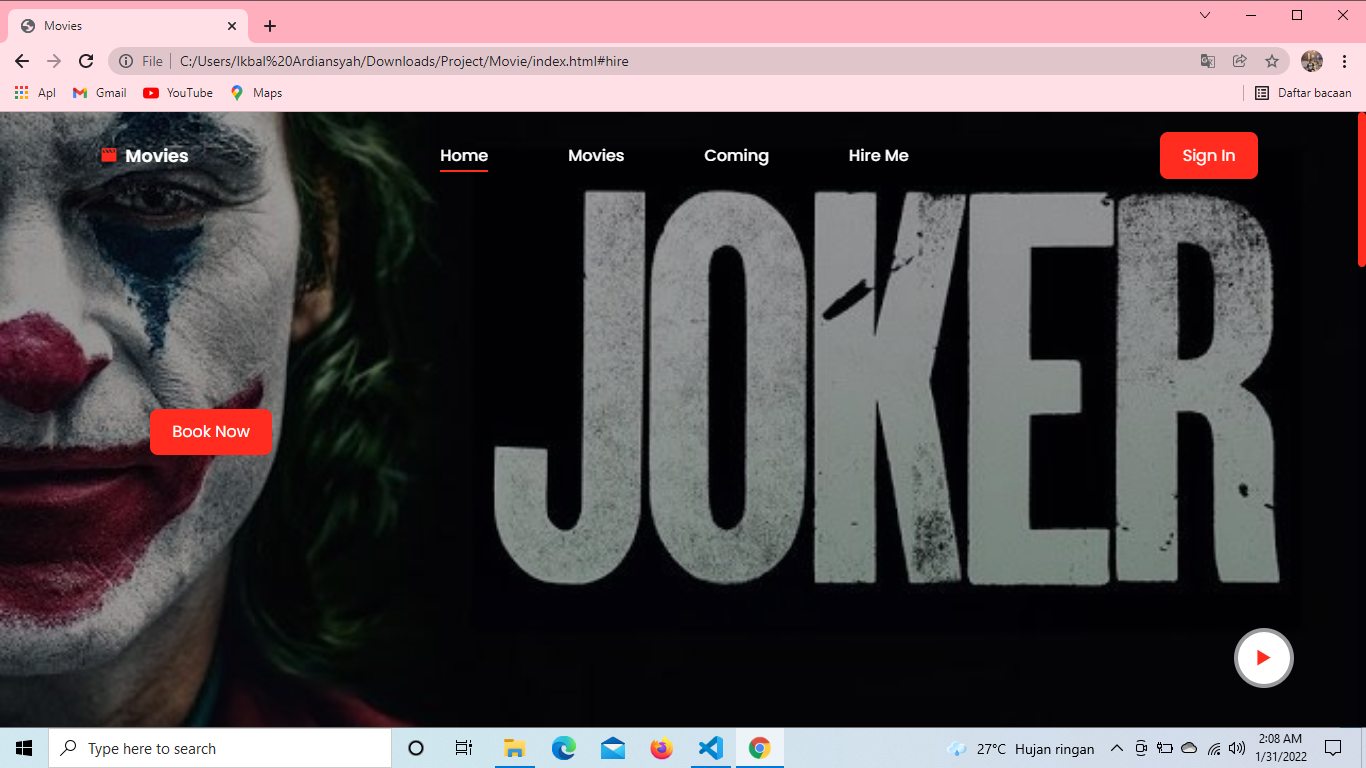 Movies
File
C:/Users/Ikbal%20Ardiansyah/Downloads/Project/Movie/index.html#hire
Apl
Gmail
YouTube
Maps
Daftar bacaan
Movies
Home
Movies
Coming
Hire Me
Sign In
JOKER
Book Now
Type here to search
27°C Hujan ringan
2:08 AM
1/31/2022